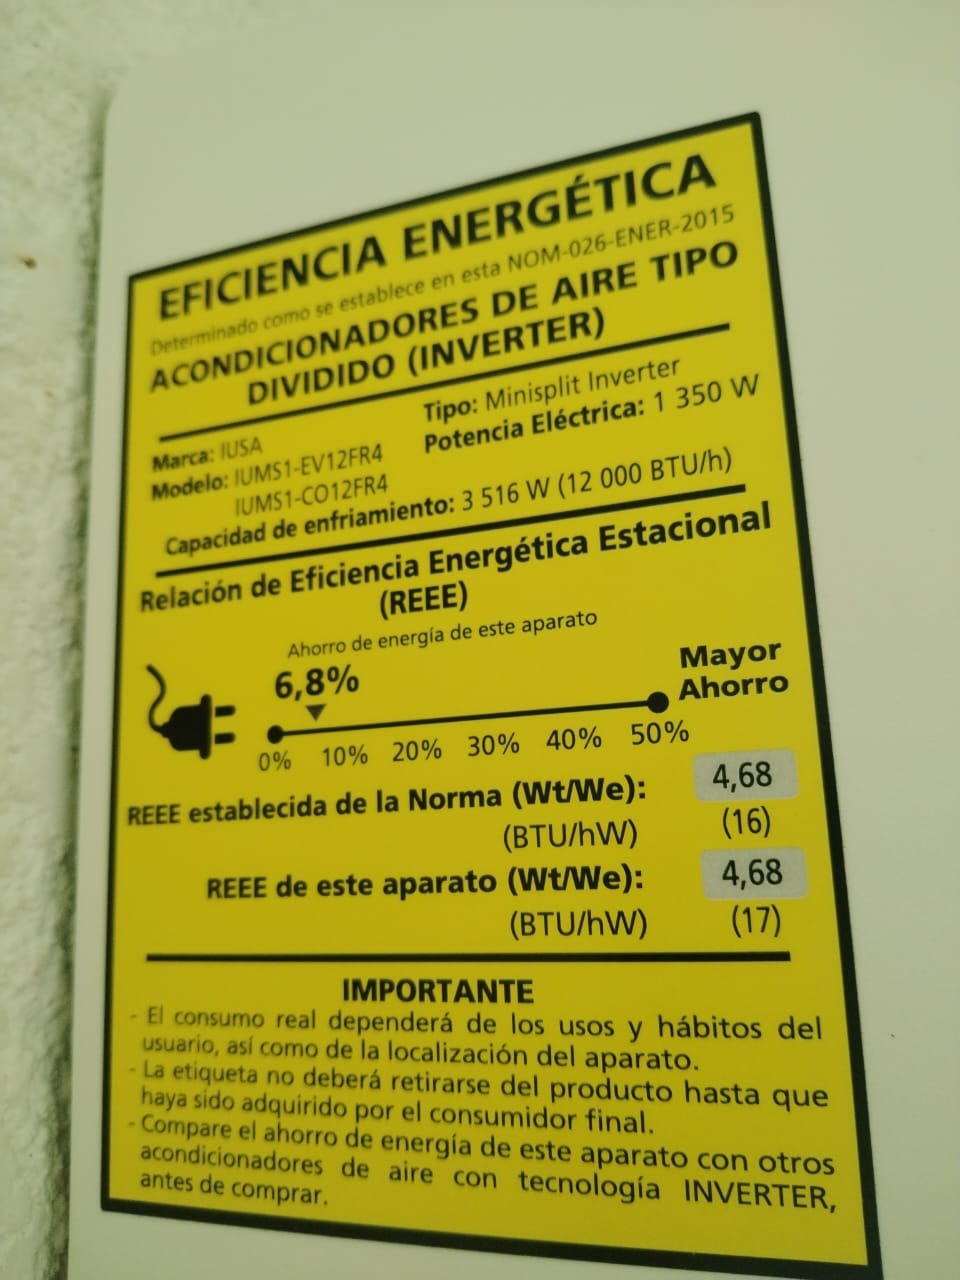 EFICIENCIA ENERGÉTICA
Determinado como se establece en esta NOM-026-ENER-2015
ACONDICIONADORES DE AIRE TIPO
DIVIDIDO (INVERTER)
Marca: IUSA
Tipo: Minisplit Inverter
Modelo: IUMS1-EV12FR4
Potencia Eléctrica: 1 350 W
IUMS1-CO12FR4
Capacidad de enfriamiento: 3 516 W (12 000 BTU/h)
Relación de Eficiencia Energética Estacional
(REEE)
Ahorro de energía de este aparato
6,8%
Mayor
Ahorro
0% 10% 20% 30% 40% 50%
REEE establecida de la Norma (Wt/We): 4,68
(BTU/hW) (16)
REEE de este aparato (Wt/We): 4,68
(BTU/hW) (17)
IMPORTANTE
- El consumo real dependerá de los usos y hábitos del
usuario, así como de la localización del aparato.
- La etiqueta no deberá retirarse del producto hasta que
haya sido adquirido por el consumidor final.
- Compare el ahorro de energía de este aparato con otros
acondicionadores de aire con tecnología INVERTER,
antes de comprar.